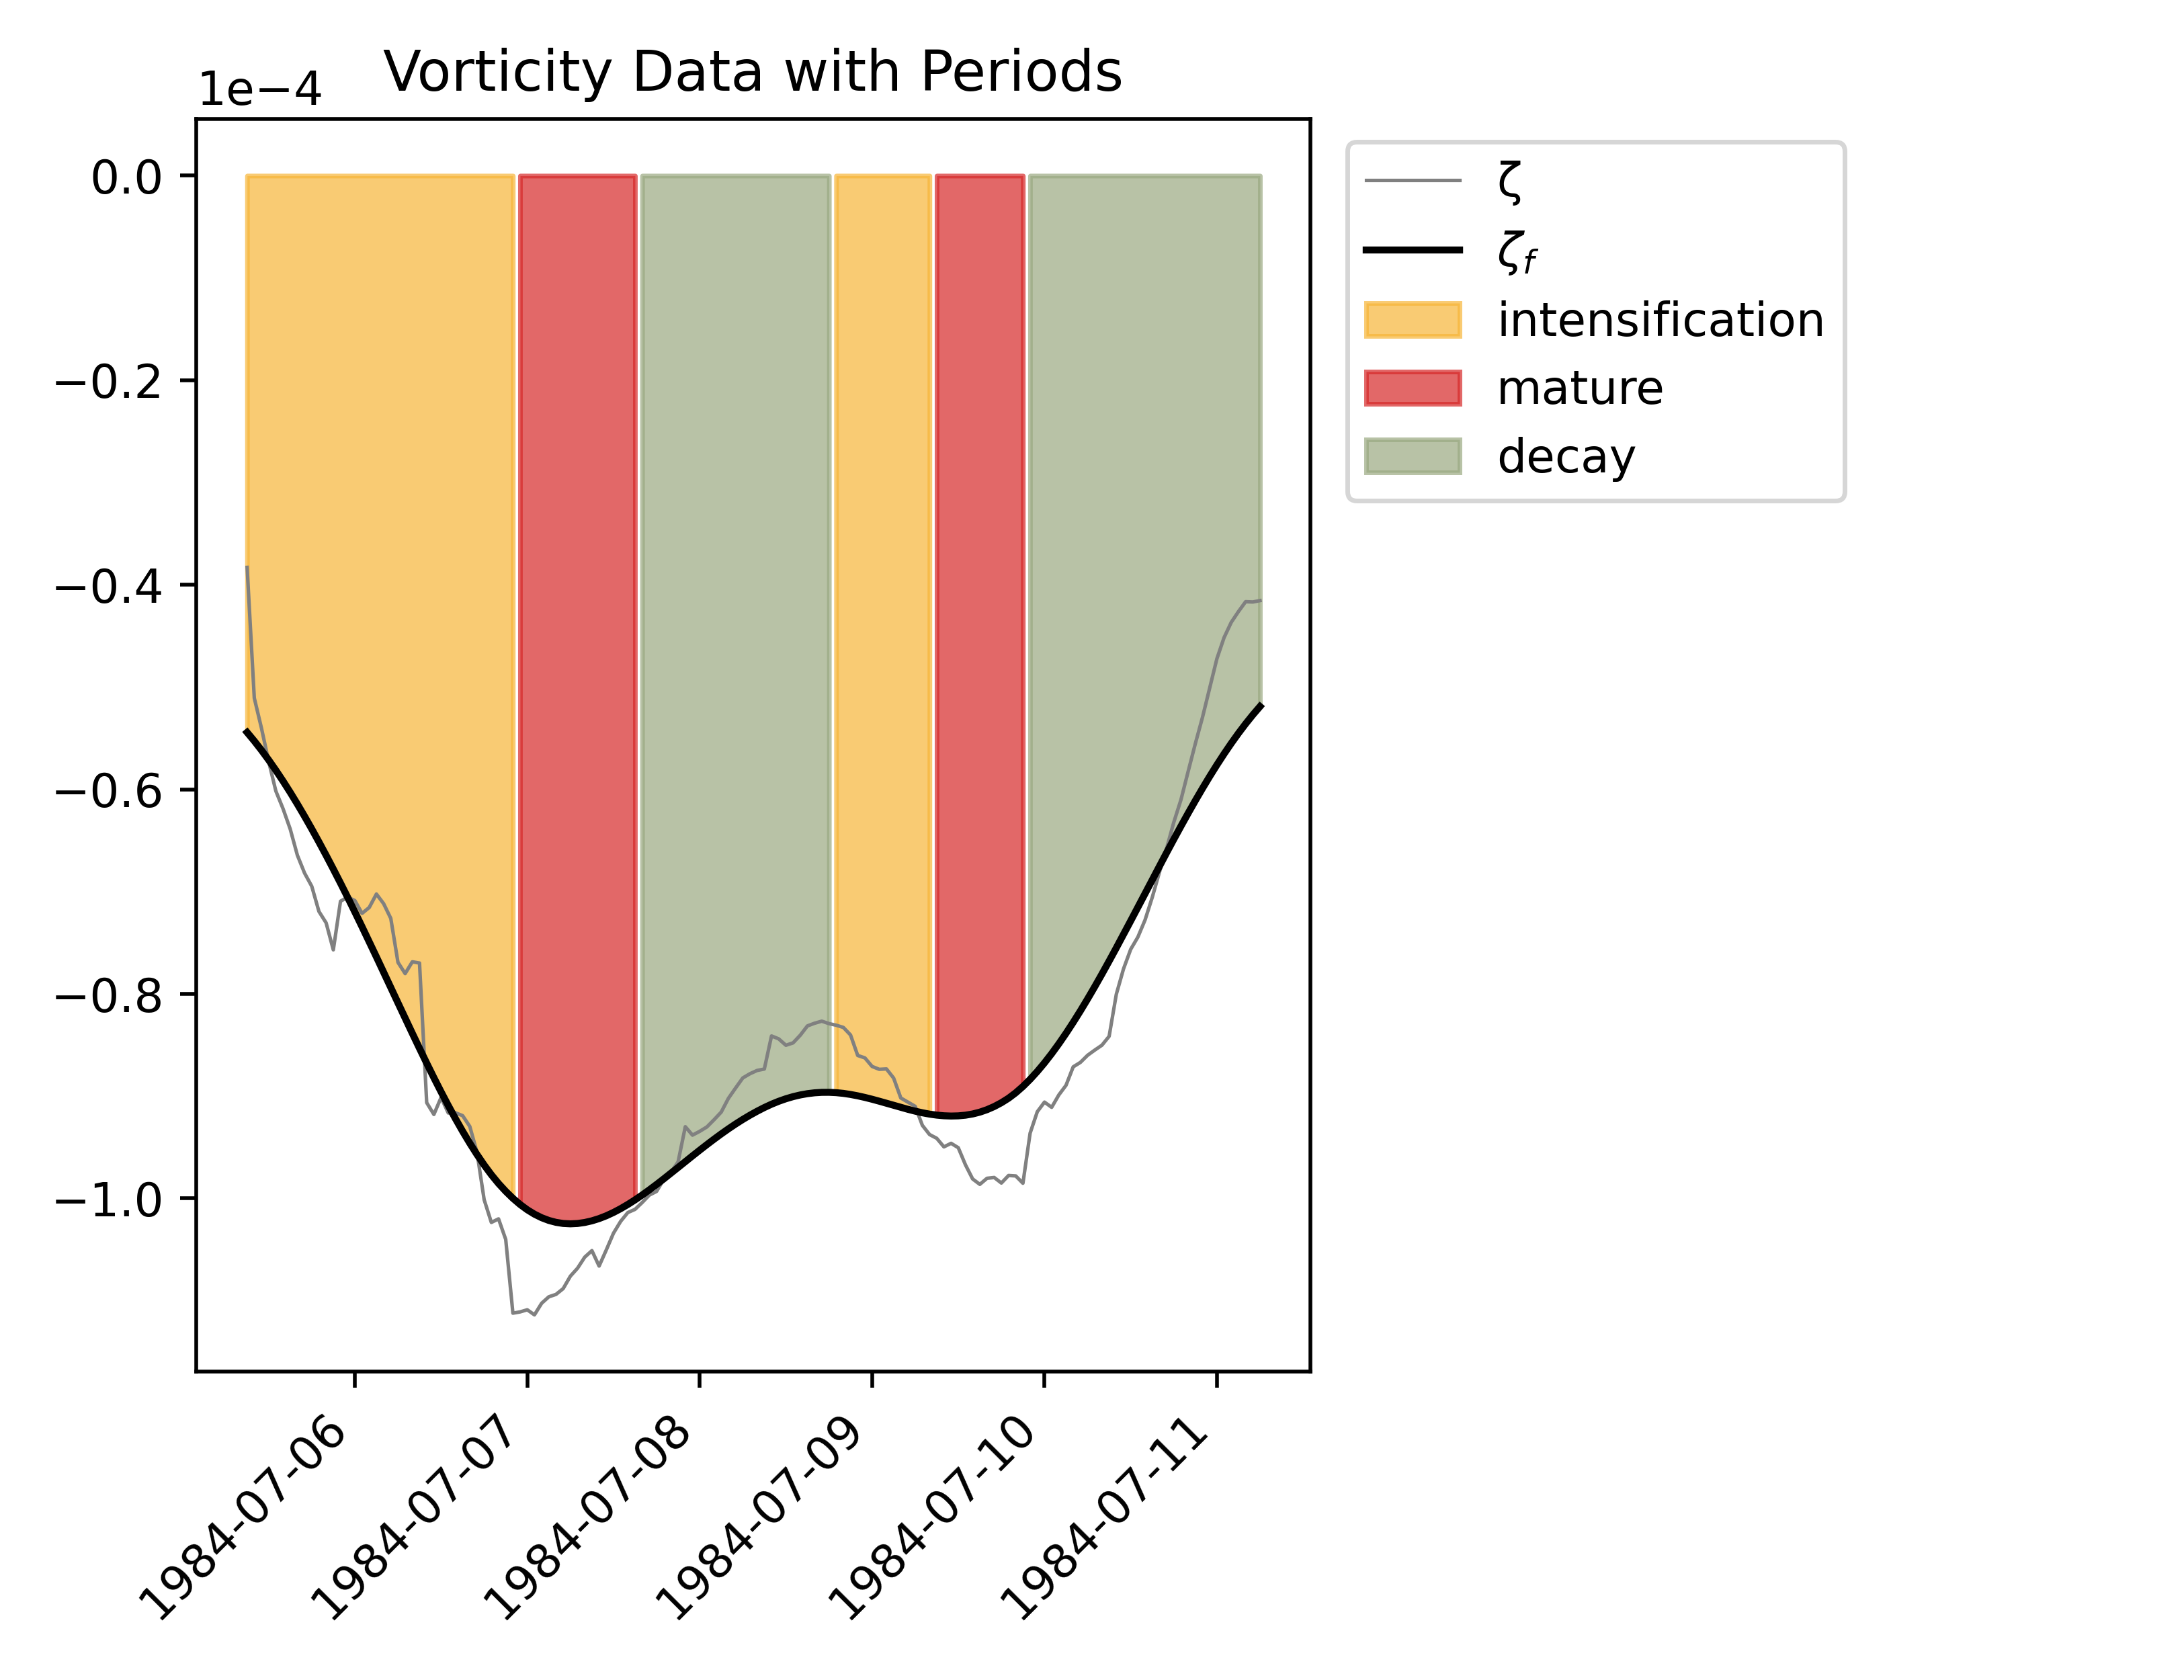 Vorticity Data with Periods
1e−4
0.0
−0.2
−0.4
−0.6
−0.8
−1.0
1984-07-06
1984-07-07
1984-07-08
1984-07-09
1984-07-10
1984-07-11
ζ
ζf
intensification
mature
decay